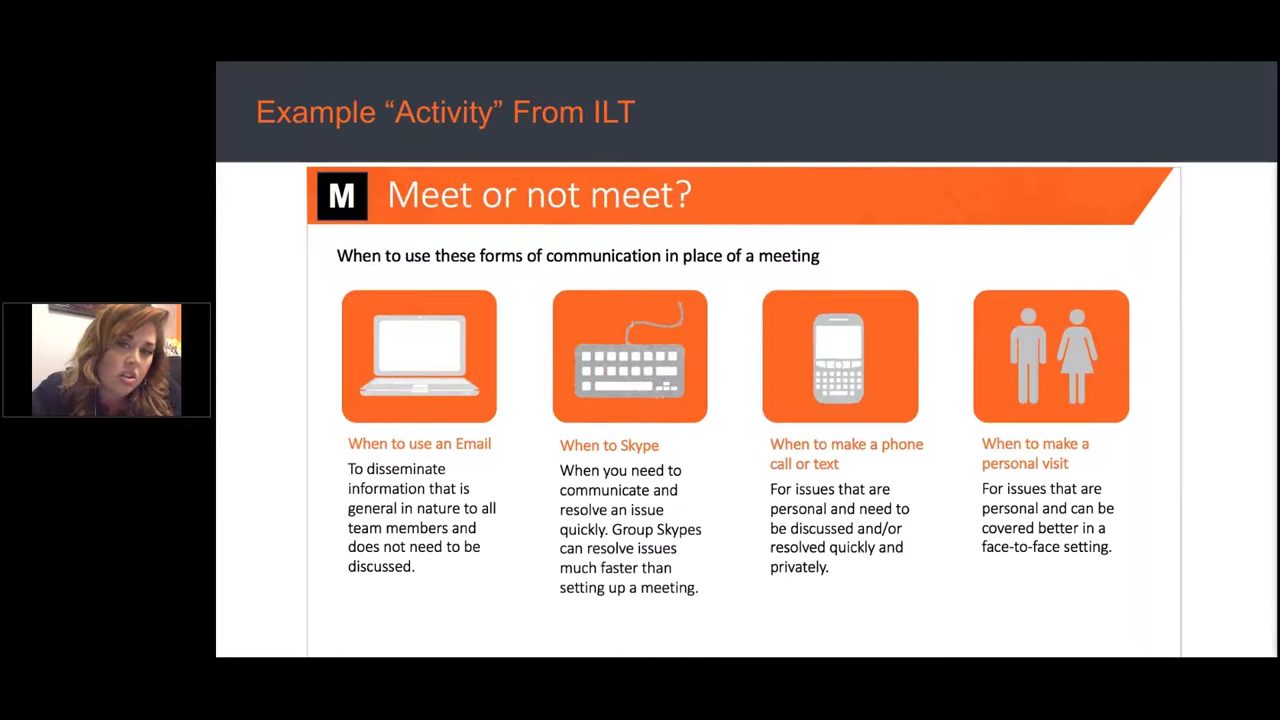 Example “Activity” From ILT
M Meet or not meet?
When to use these forms of communication in place of a meeting
When to use an Email
To disseminate
information that is
general in nature to all
team members and
does not need to be
discussed.
When to Skype
When you need to
communicate and
resolve an issue
quickly. Group Skypes
can resolve issues
much faster than
setting up a meeting.
When to make a phone
call or text
For issues that are
personal and need to
be discussed and/or
resolved quickly and
privately.
When to make a
personal visit
For issues that are
personal and can be
covered better in a
face-to-face setting.